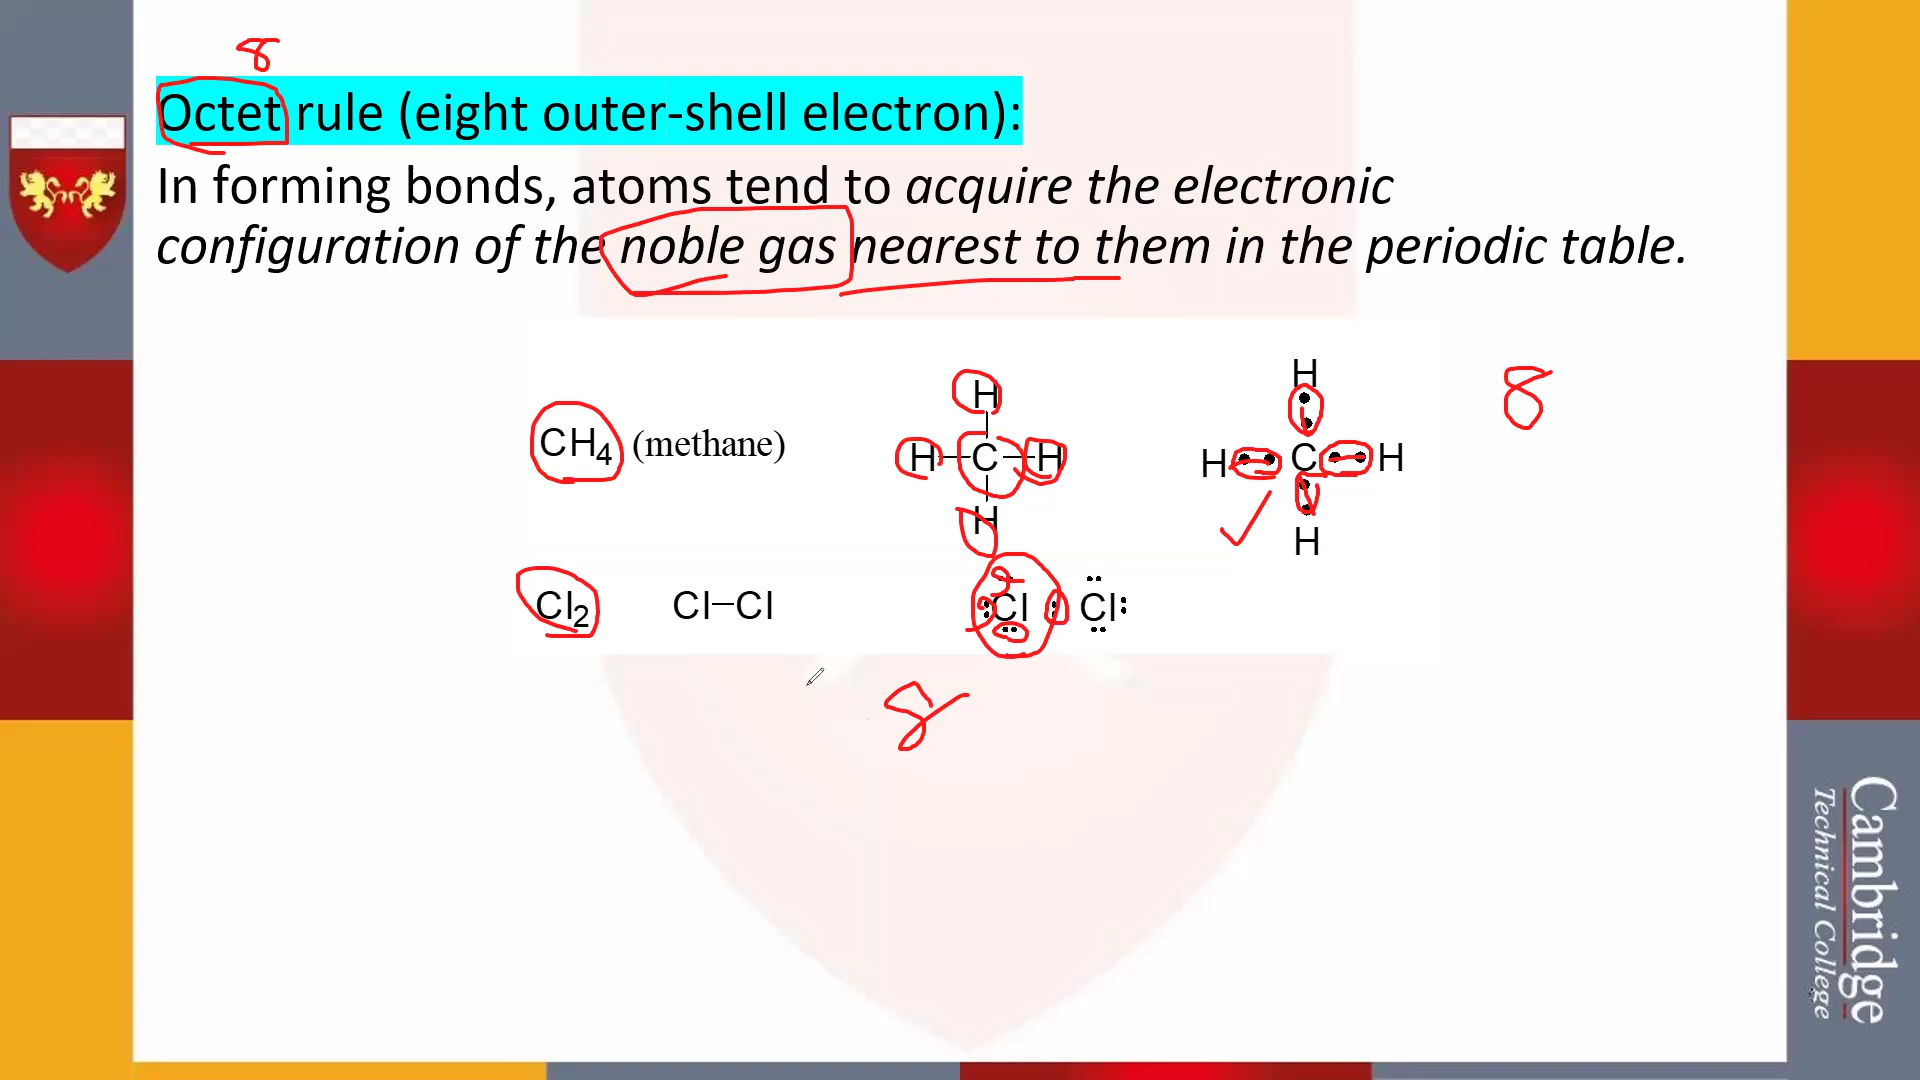 8
Octet rule (eight outer-shell electron):
In forming bonds, atoms tend to acquire the electronic
configuration of the noble gas nearest to them in the periodic table.
CH4 (methane)
H
H C H
H
H
H C H
H
8
Cl2
Cl–Cl
Cl Cl
2
2
8
Cambridge
Technical College